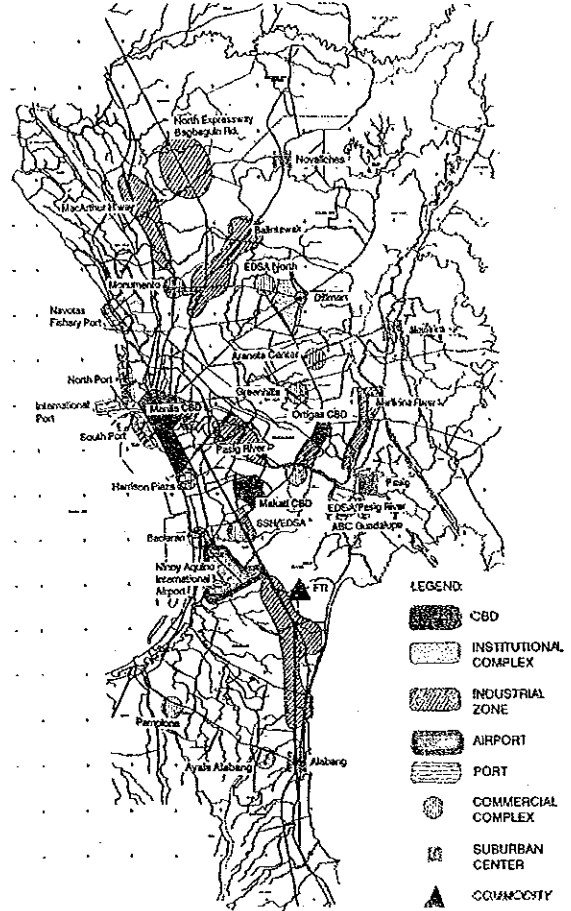 North Expressway
Bagbaguin Rd.
Novaliches
MacArthur H'way
Balintawak
EDSA North
Monumento
Diliman
Navotas
Fishery Port
Araneta Center
Marikina
North Port
Greenhills
Marikina River
International
Port
Manila CBD
Ortigas CBD
South Port
Pasig River
Harrison Plaza
Pasig
Makati CBD
EDSA/Pasig River
SSH/EDSA
ABC Guadalupe
Baclaran
Ninoy Aquino
International
Airport
FTI
LEGEND:
CBD
INSTITUTIONAL
COMPLEX
INDUSTRIAL
ZONE
Pamplona
AIRPORT
Ayala Alabang
Alabang
PORT
COMMERCIAL
COMPLEX
SUBURBAN
CENTER
COMMODITY